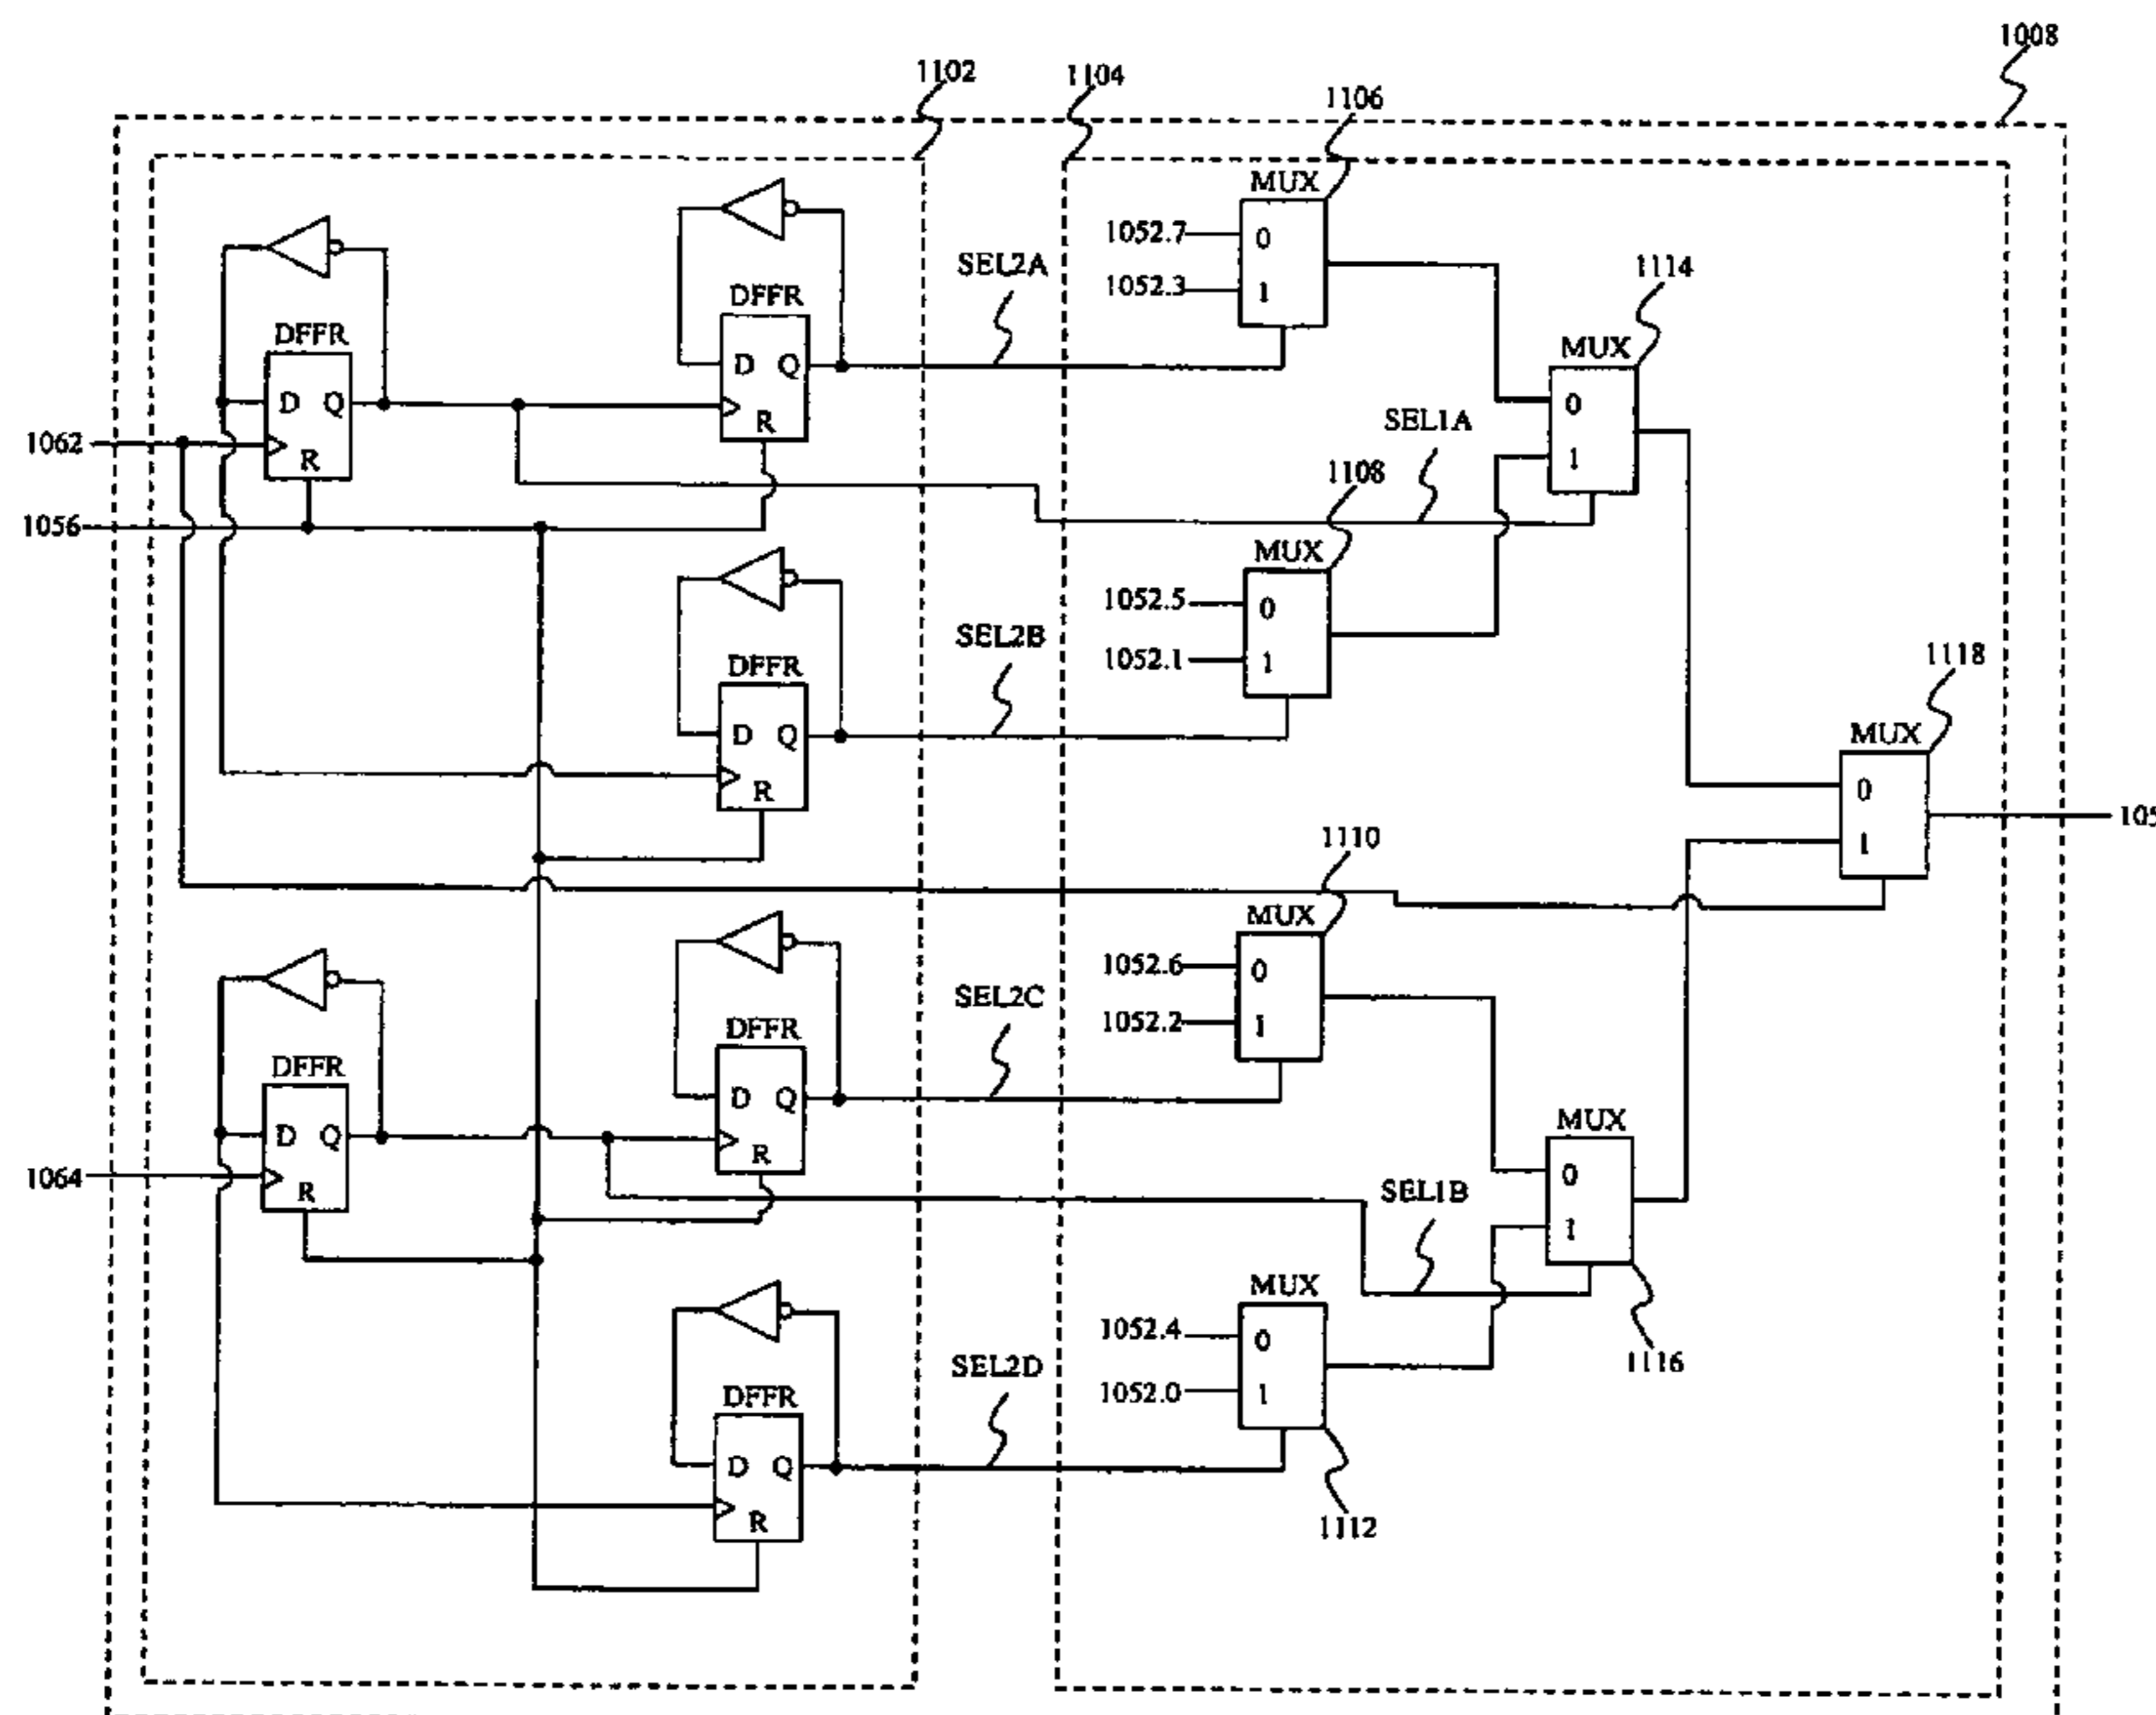 1008
1102
1104
1106
MUX
1052.7
0
1052.3
1
SEL2A
1114
DFFR
D Q
R
DFFR
D Q
R
MUX
0
1
SEL1A
1062
1108
1056
MUX
1052.5
0
1052.1
1
SEL2B
DFFR
D Q
R
1118
MUX
0
1
1110
MUX
1052.6
0
1052.2
1
SEL2C
DFFR
D Q
R
DFFR
D Q
R
MUX
0
1
1064
SEL1B
MUX
1052.4
0
1052.0
1
1116
SEL2D
DFFR
D Q
R
1112